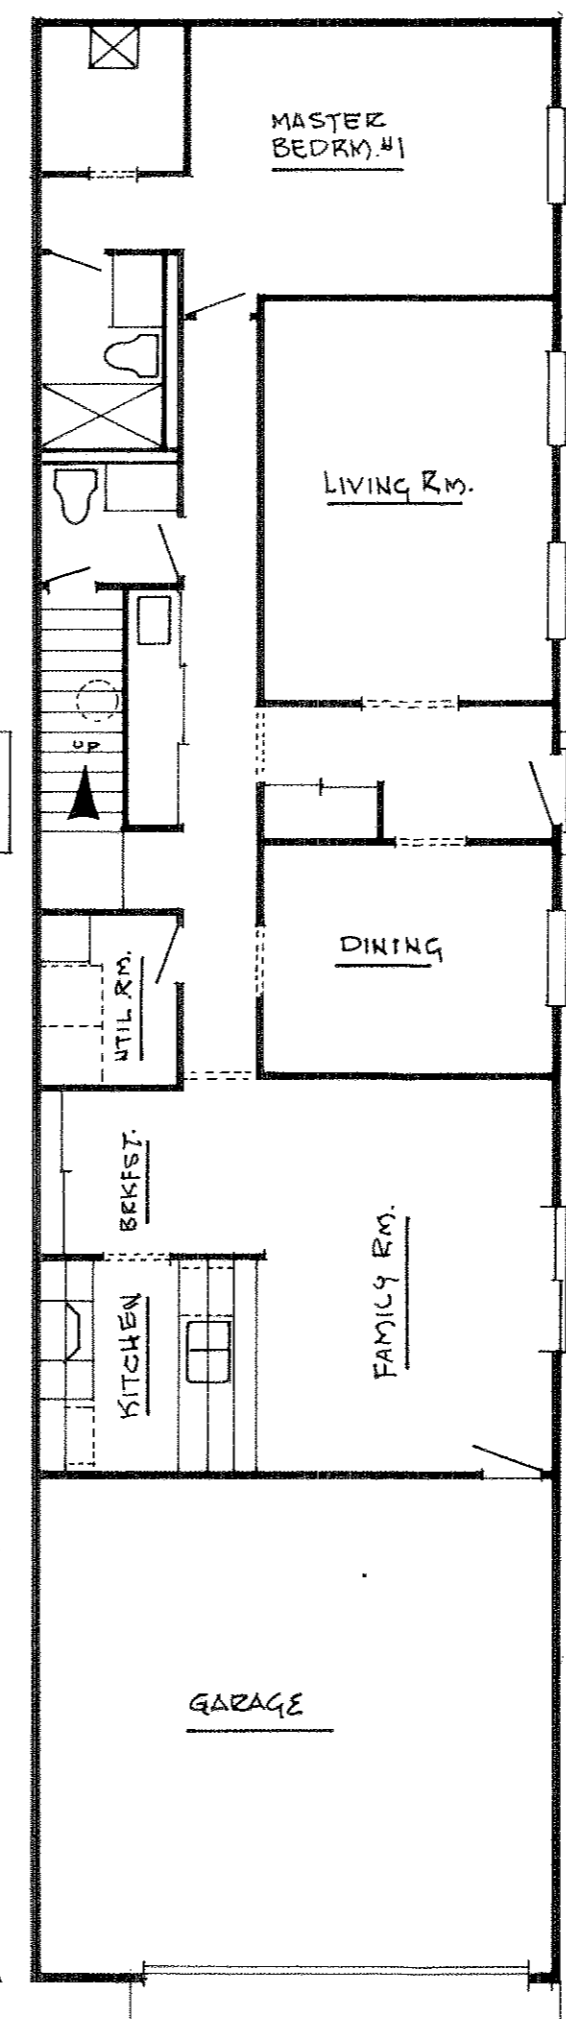 MASTER
BEDRM. #1
LIVING RM.
UP
DINING
UTIL RM.
BRKFST.
FAMILY RM.
KITCHEN
GARAGE